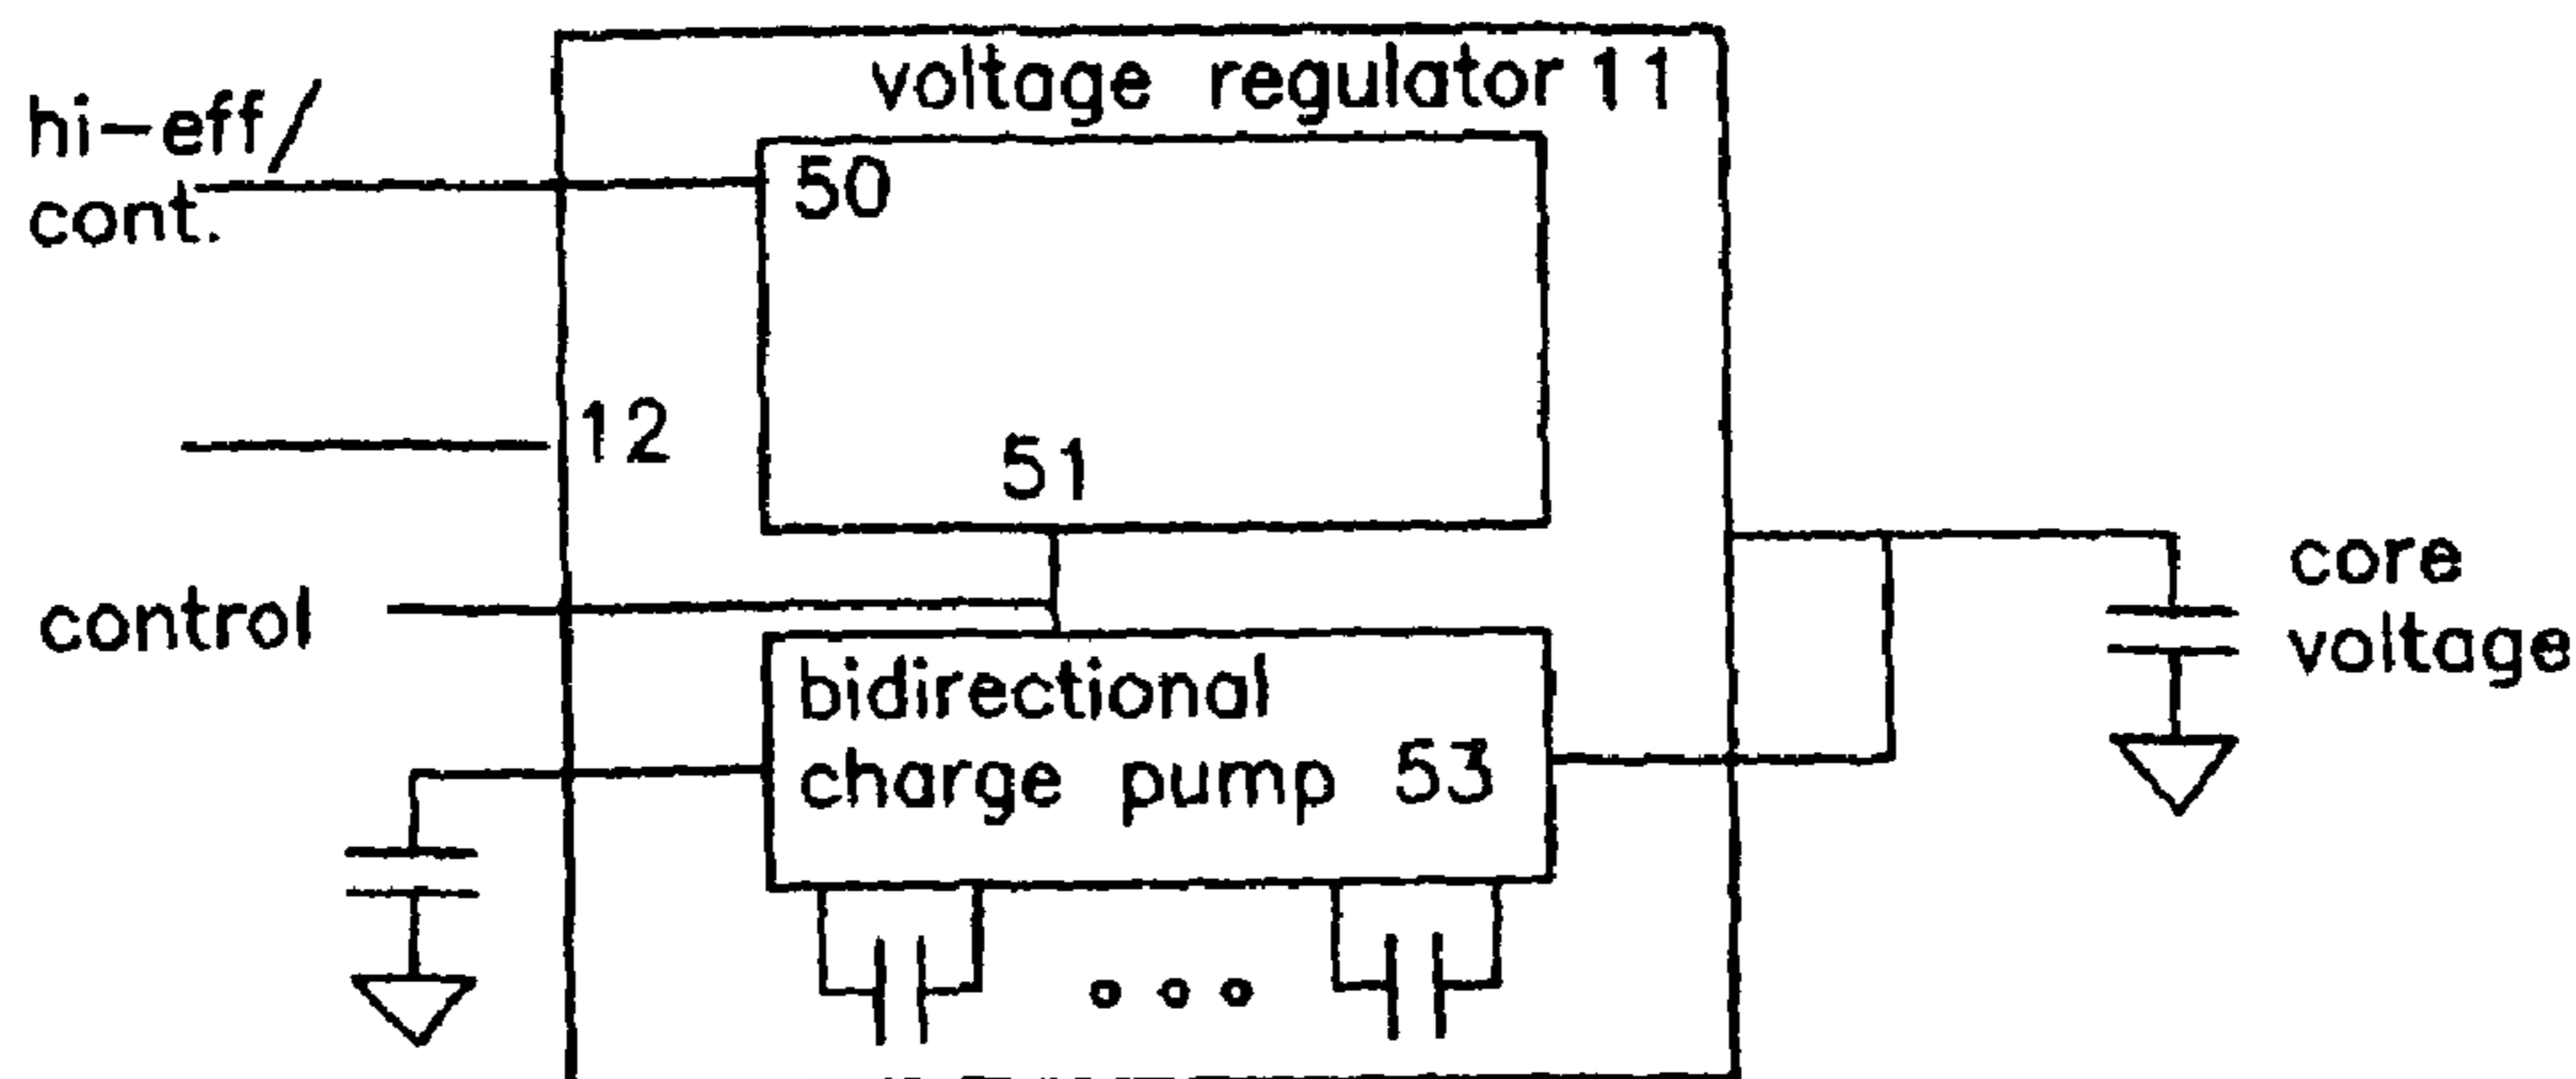 voltage regulator 11
hi-eff/
cont.
50
12
51
control
core
voltage
bidirectional
charge pump 53